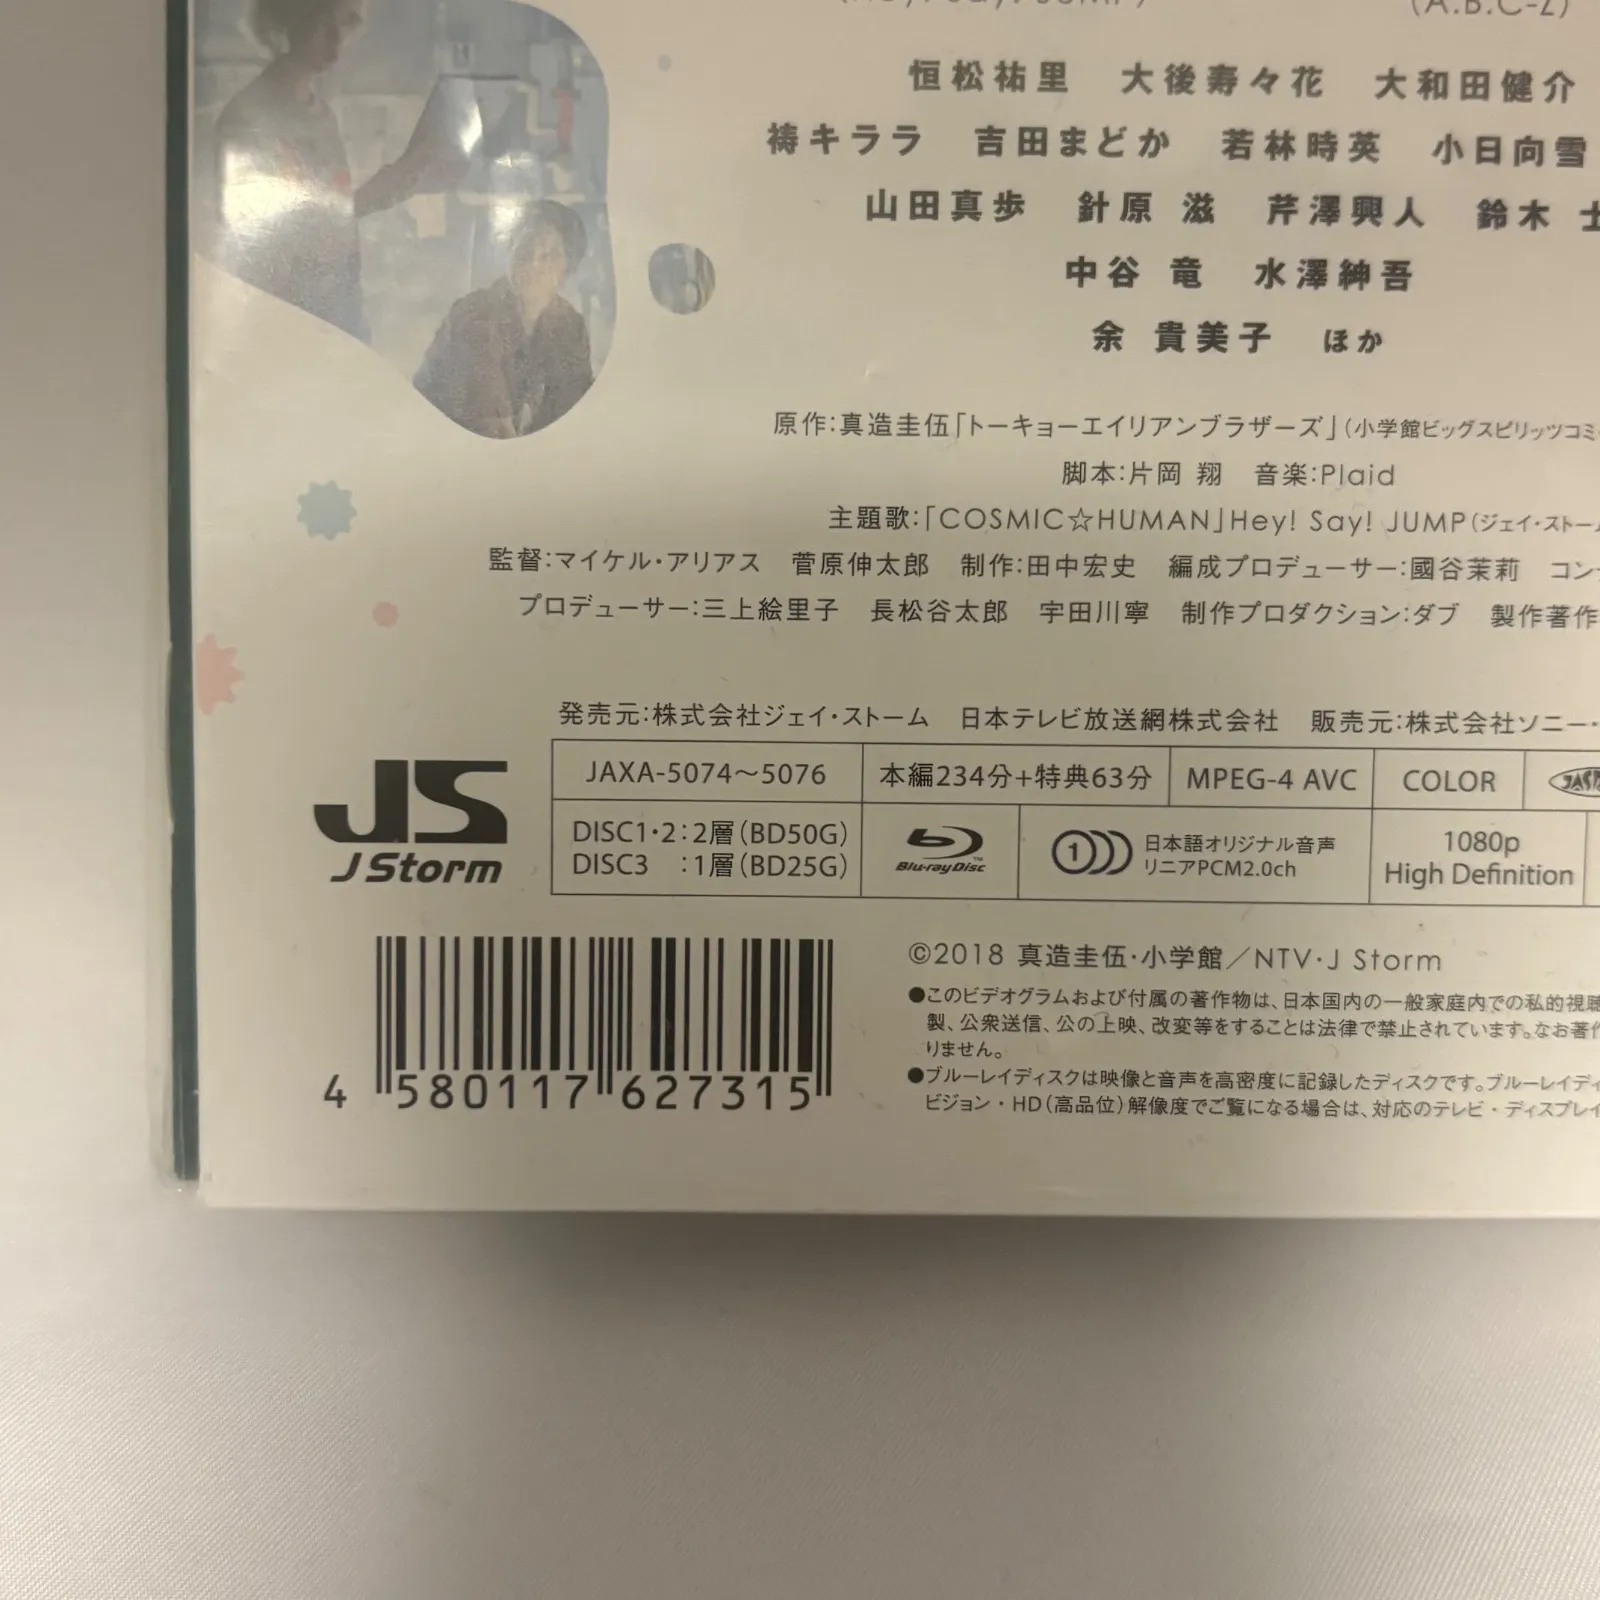 (A.B.C-Z)
恒松祐里 大後寿々花 大和田健介
祷キララ 吉田まどか 若林時英 小日向雪
山田真歩 針原 滋 芹澤興人 鈴木 士
中谷 竜 水澤紳吾
余 貴美子 ほか
原作:真造圭伍「トーキョーエイリアンブラザーズ」(小学館ビッグスピリッツコミ
脚本:片岡 翔 音楽:Plaid
主題歌:「COSMIC☆HUMAN」Hey! Say! JUMP(ジェイ・ストーム
監督:マイケル・アリアス 菅原伸太郎 制作:田中宏史 編成プロデューサー:國谷茉莉 コン
プロデューサー:三上絵里子 長松谷太郎 宇田川寧 制作プロダクション:ダブ 製作著作
発売元:株式会社ジェイ・ストーム 日本テレビ放送網株式会社 販売元:株式会社ソニー・
JS
J Storm
JAXA-5074～5076 本編234分+特典63分 MPEG-4 AVC COLOR
DISC1・2:2層(BD50G)
DISC3 :1層(BD25G)
Blu-ray Disc
1 日本語オリジナル音声
リニアPCM2.0ch
1080p
High Definition
4 580117 627315
©2018 真造圭伍・小学館／NTV・J Storm
●このビデオグラムおよび付属の著作物は、日本国内の一般家庭内での私的視聴
製、公衆送信、公の上映、改変等をすることは法律で禁止されています。なお著作
りません。
●ブルーレイディスクは映像と音声を高密度に記録したディスクです。ブルーレイディ
ビジョン・HD(高品位)解像度でご覧になる場合は、対応のテレビ・ディスプレイ